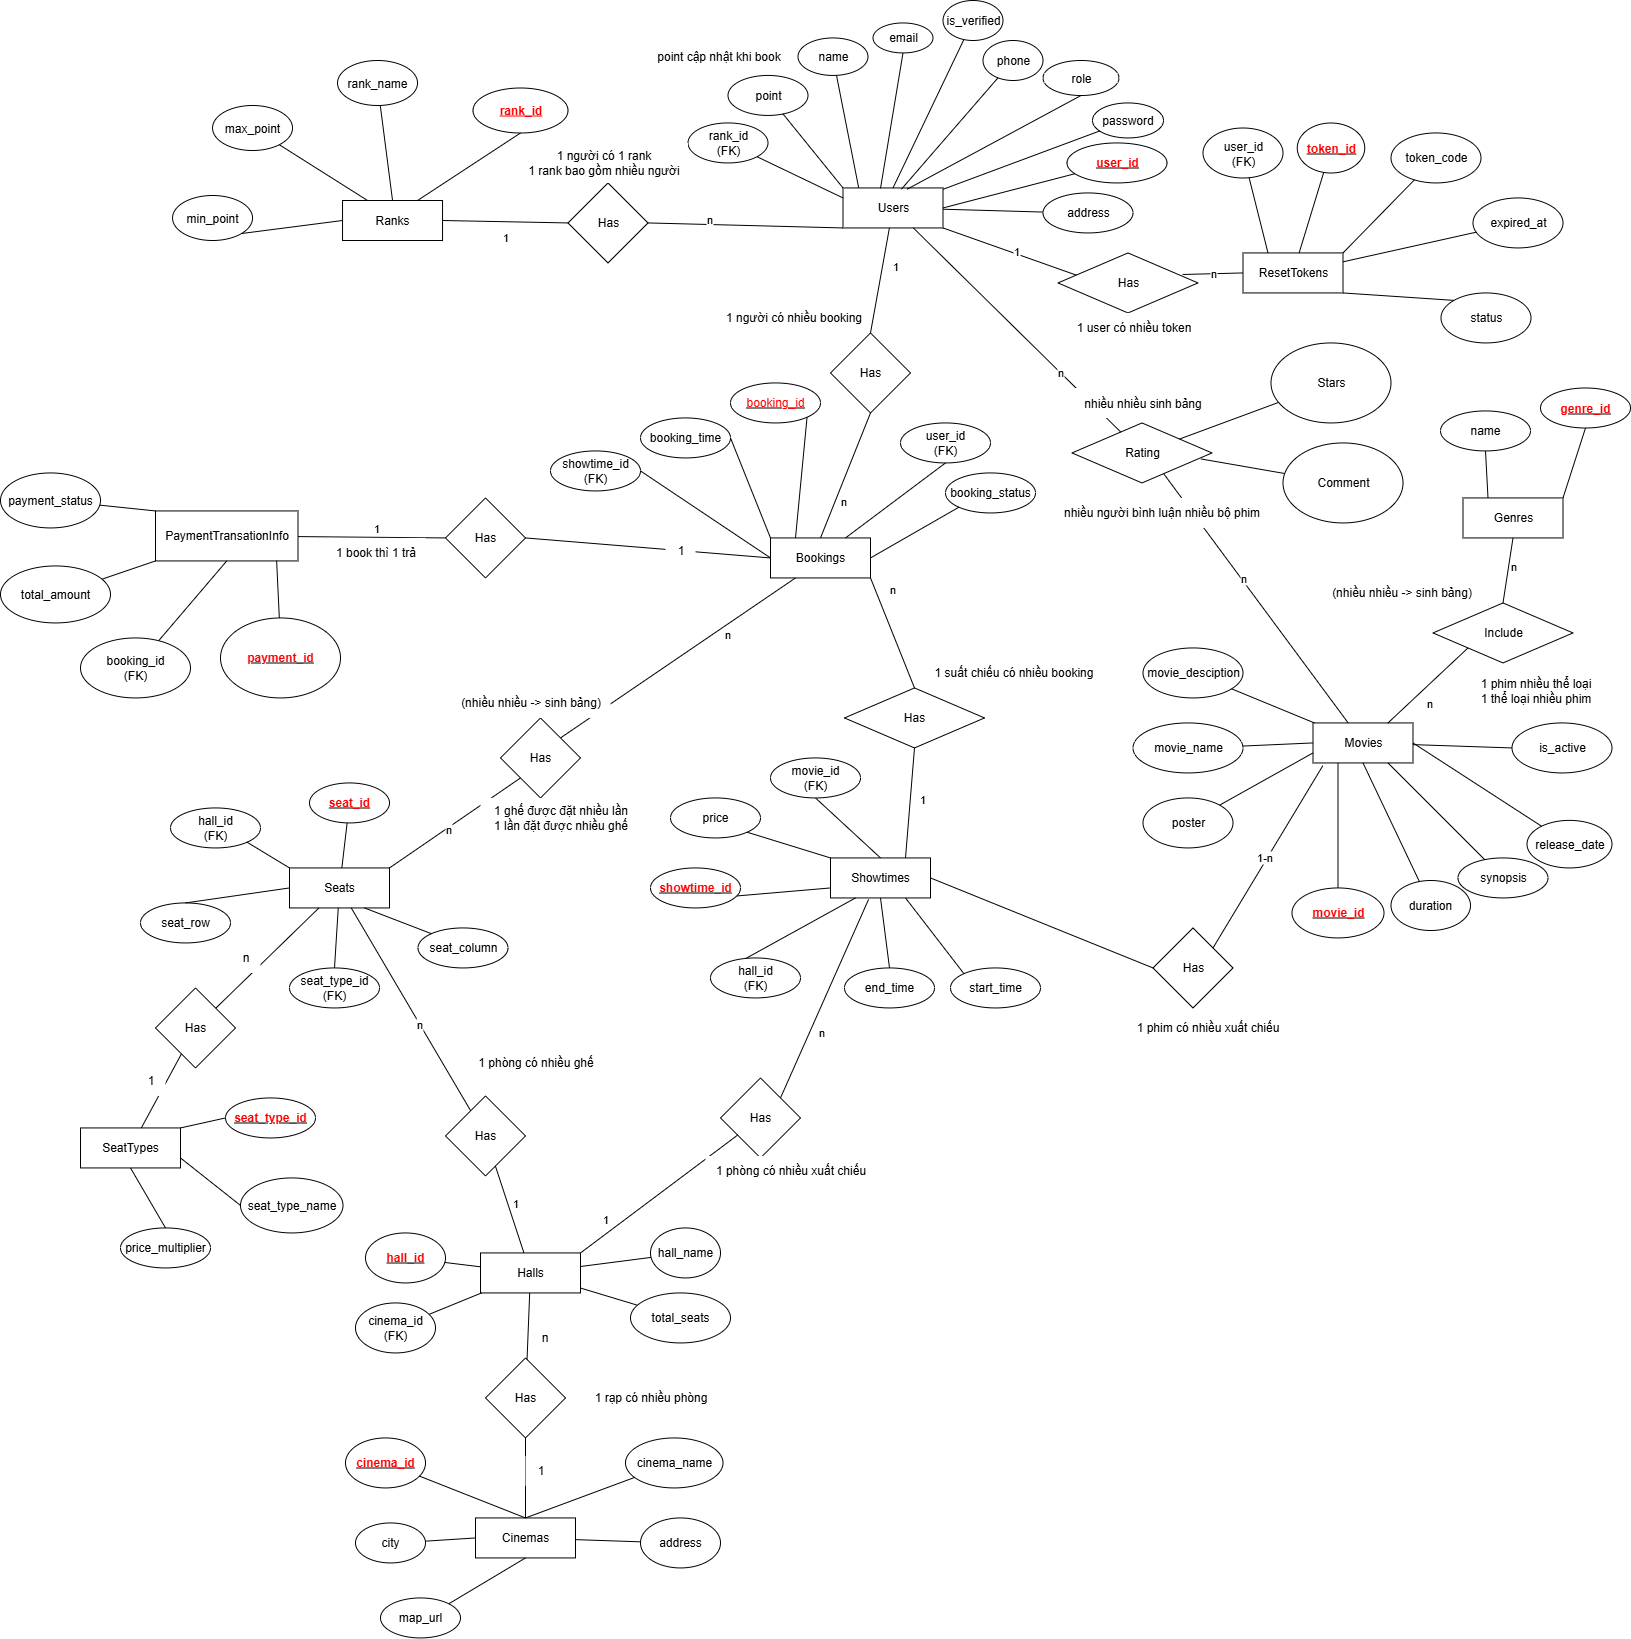 is_verified
email
name
point cập nhật khi book
phone
role
rank_name
point
rank_id
password
max_point
rank_id
(FK)
user_id
(FK)
token_id
token_code
1 người có 1 rank
1 rank bao gồm nhiều người
user_id
min_point
Ranks
Has
n
Users
address
expired_at
1
1
Has
n
ResetTokens
1
1 người có nhiều booking
1 user có nhiều token
status
Has
n
Stars
booking_id
nhiều nhiều sinh bảng
genre_id
booking_time
user_id
(FK)
name
Rating
showtime_id
(FK)
Comment
booking_status
payment_status
n
nhiều người bình luận nhiều bộ phim
Genres
PaymentTransationInfo
1
1 book thì 1 trả
Has
1
Bookings
n
n
n
total_amount
(nhiều nhiều -> sinh bảng)
n
Include
booking_id
(FK)
payment_id
1 suất chiếu có nhiều booking
movie_desciption
1 phim nhiều thể loại
1 thể loại nhiều phim
n
(nhiều nhiều -> sinh bảng)
Has
Has
movie_name
Movies
is_active
movie_id
(FK)
seat_id
1
1 ghế được đặt nhiều lần
1 lần đặt được nhiều ghế
price
hall_id
(FK)
n
poster
release_date
1-n
Seats
showtime_id
Showtimes
synopsis
seat_row
duration
movie_id
seat_column
n
hall_id
(FK)
Has
seat_type_id
(FK)
end_time
start_time
Has
n
n
1 phim có nhiều xuất chiếu
1 phòng có nhiều ghế
1
seat_type_id
Has
Has
SeatTypes
1 phòng có nhiều xuất chiếu
seat_type_name
1
1
price_multiplier
hall_id
hall_name
Halls
cinema_id
(FK)
total_seats
n
Has
1 rạp có nhiều phòng
cinema_id
1
cinema_name
city
Cinemas
address
map_url